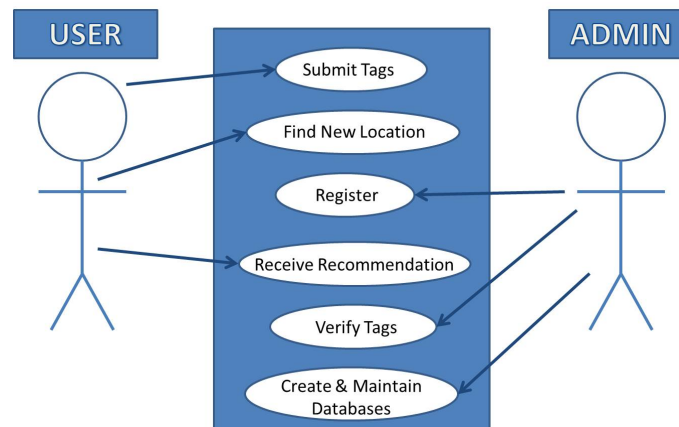 USER
ADMIN
Submit Tags
Find New Location
Register
Receive Recommendation
Verify Tags
Create & Maintain
Databases